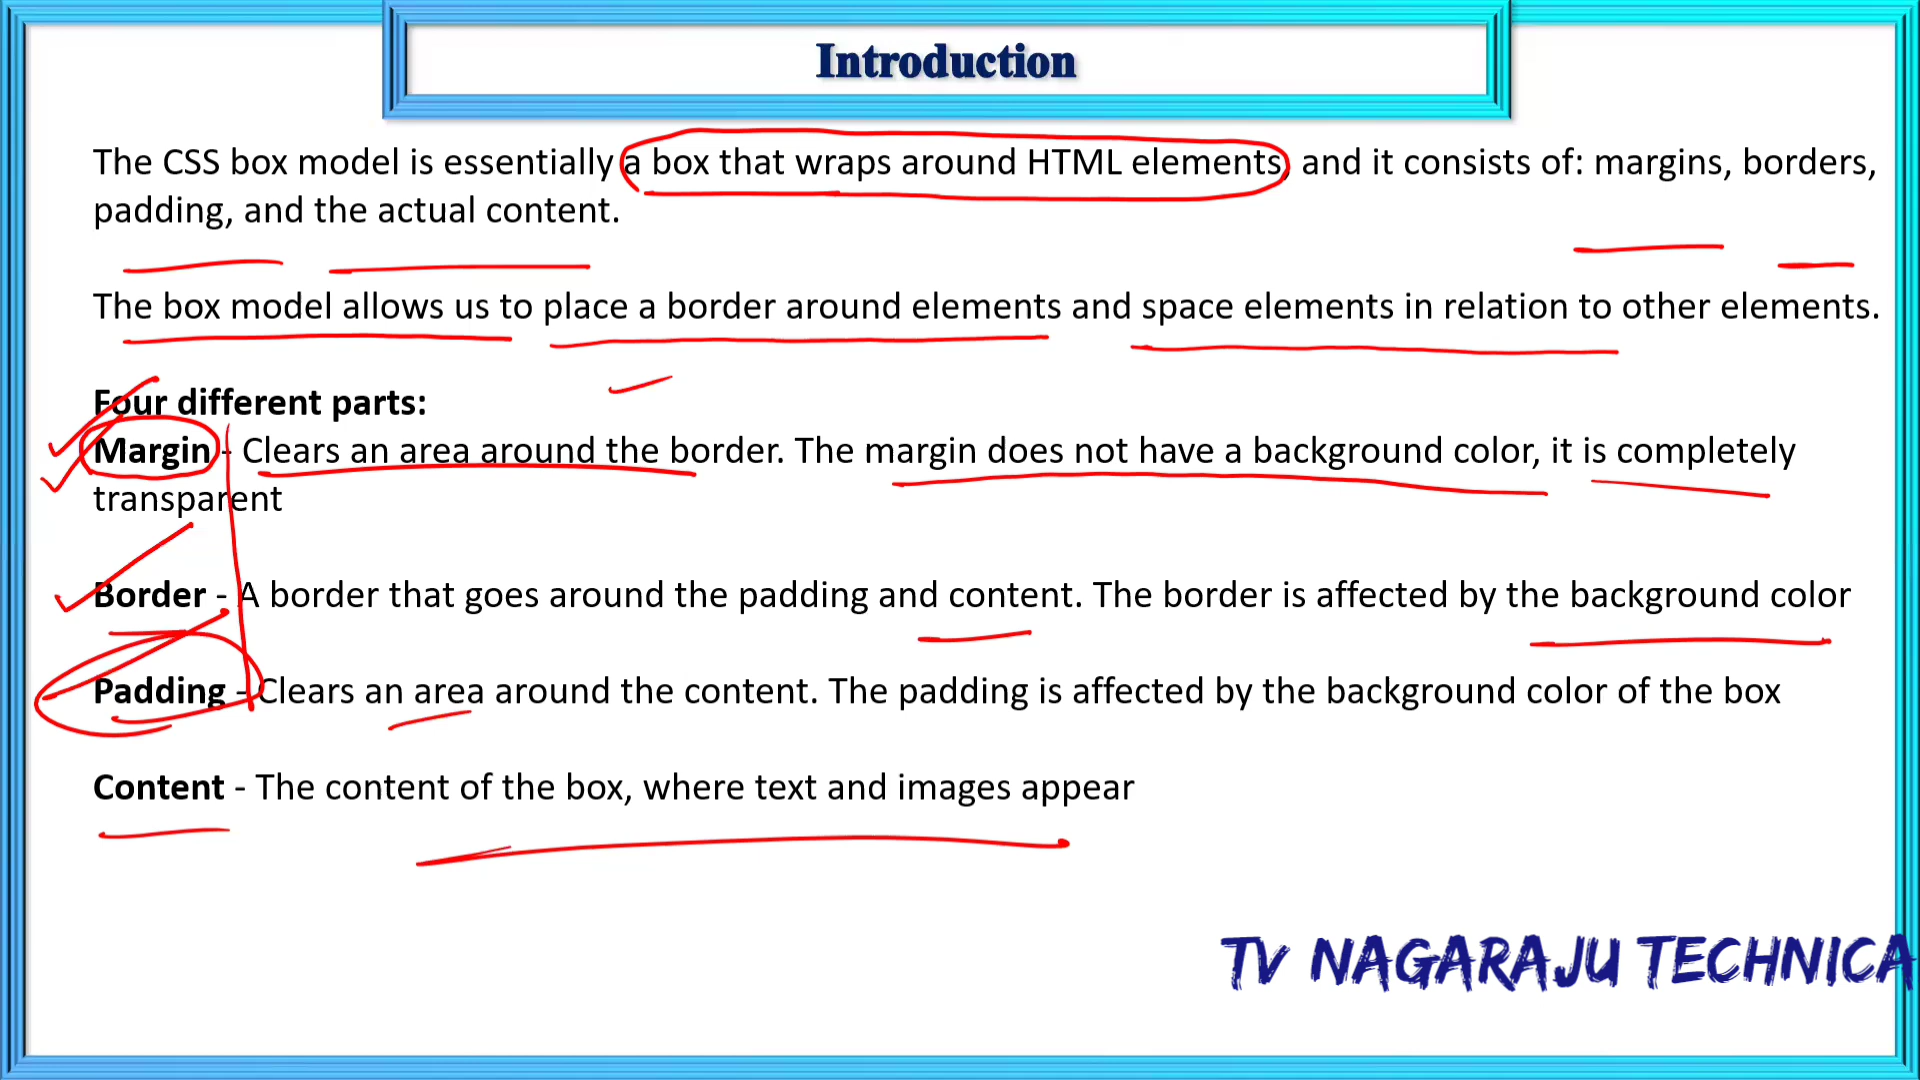 Introduction
The CSS box model is essentially a box that wraps around HTML elements, and it consists of: margins, borders,
padding, and the actual content.
The box model allows us to place a border around elements and space elements in relation to other elements.
Four different parts:
Margin - Clears an area around the border. The margin does not have a background color, it is completely
transparent
Border - A border that goes around the padding and content. The border is affected by the background color
Padding - Clears an area around the content. The padding is affected by the background color of the box
Content - The content of the box, where text and images appear
TV NAGARAJU TECHNICA